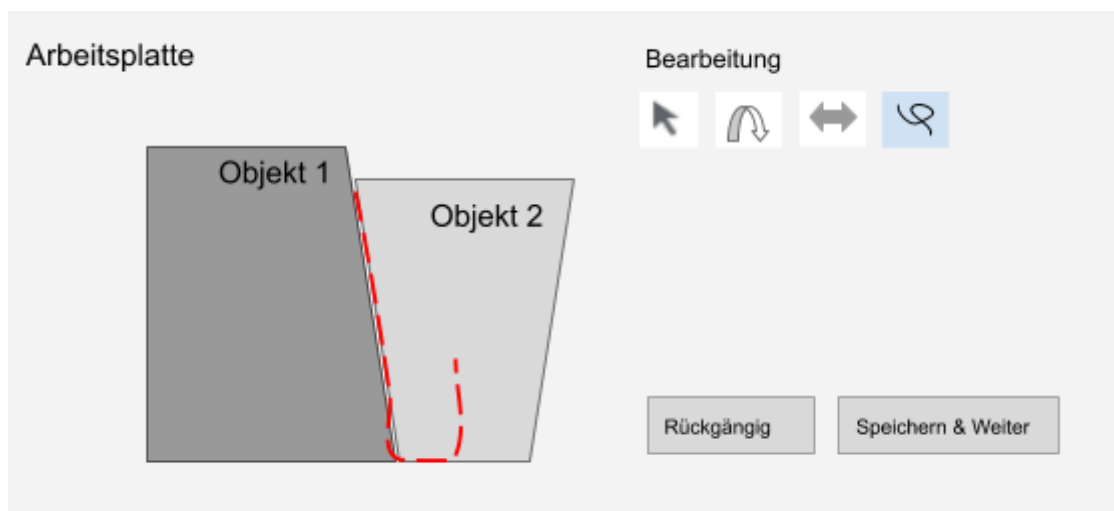 Arbeitsplatte
Bearbeitung
Objekt 1
Objekt 2
Rückgängig
Speichern & Weiter